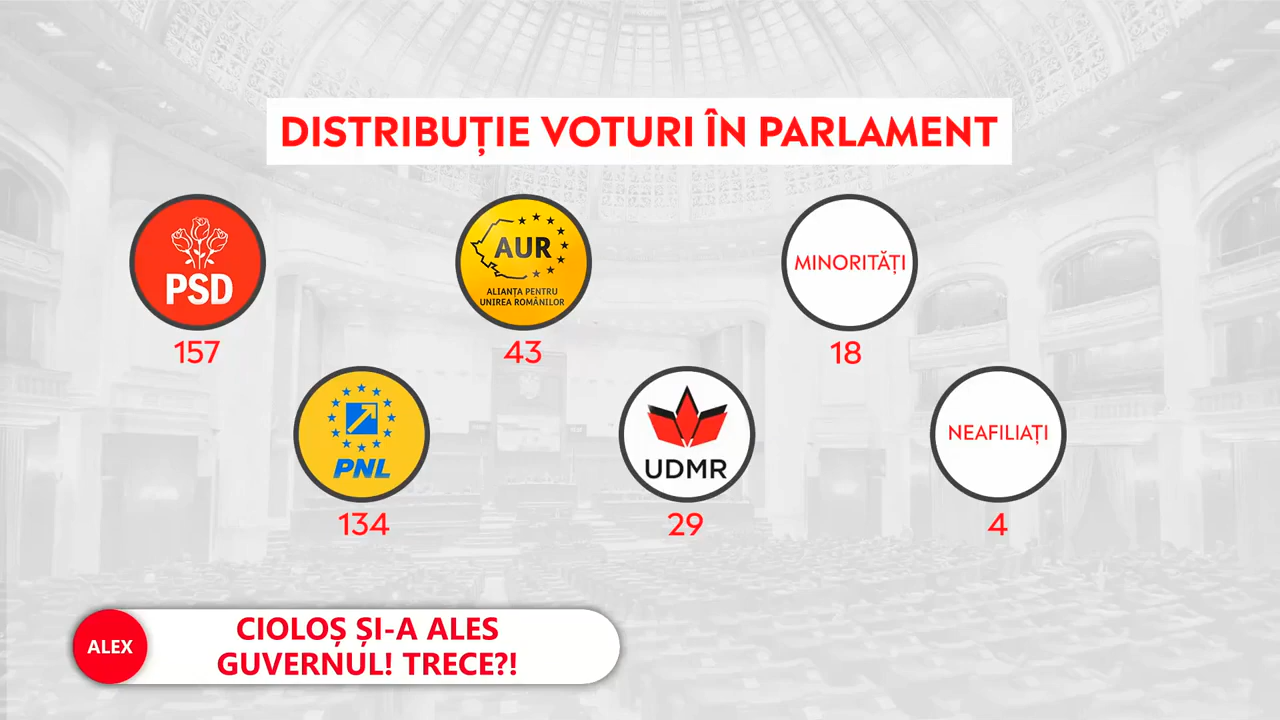 DISTRIBUȚIE VOTURI ÎN PARLAMENT
PSD
157
AUR
ALIANȚA PENTRU
UNIREA ROMÂNILOR
43
MINORITĂȚI
18
PNL
134
UDMR
29
NEAFILIAȚI
4
ALEX
CIOLOȘ ȘI-A ALES
GUVERNUL! TRECE?!